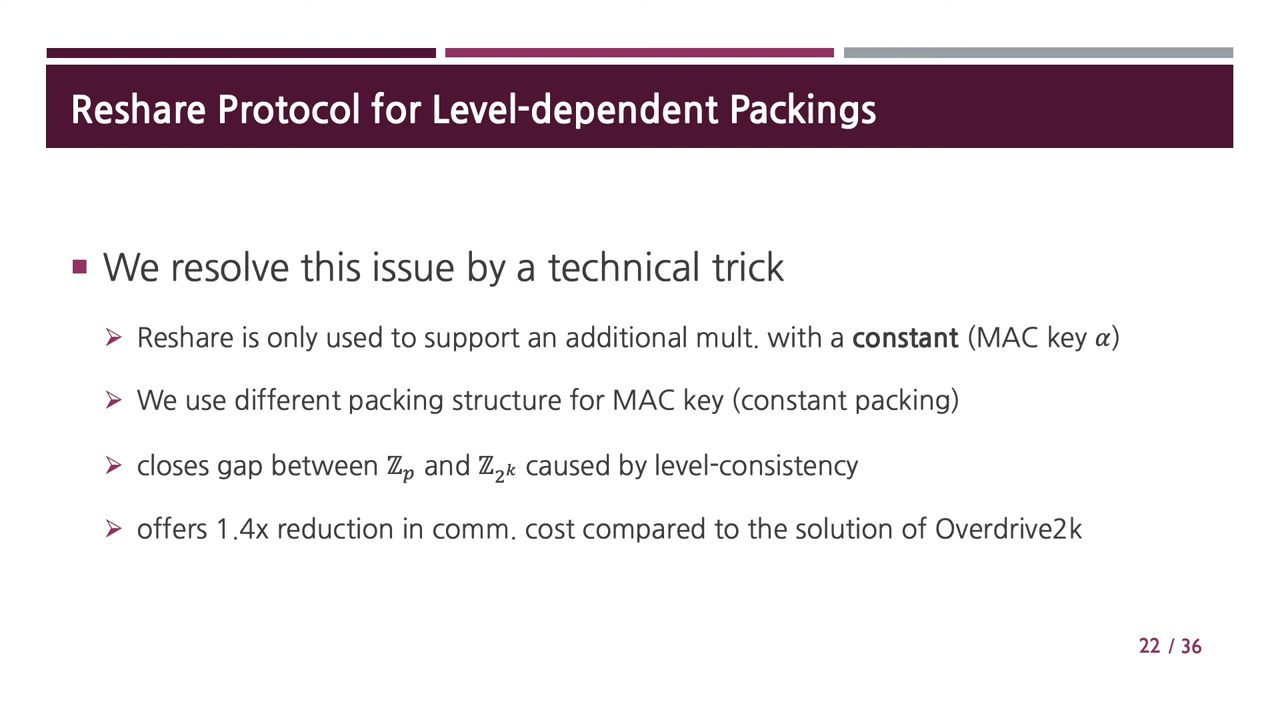 Reshare Protocol for Level-dependent Packings
We resolve this issue by a technical trick
Reshare is only used to support an additional mult. with a constant (MAC key α)
We use different packing structure for MAC key (constant packing)
closes gap between ℤ_p and ℤ_{2^k} caused by level-consistency
offers 1.4x reduction in comm. cost compared to the solution of Overdrive2k
22 / 36